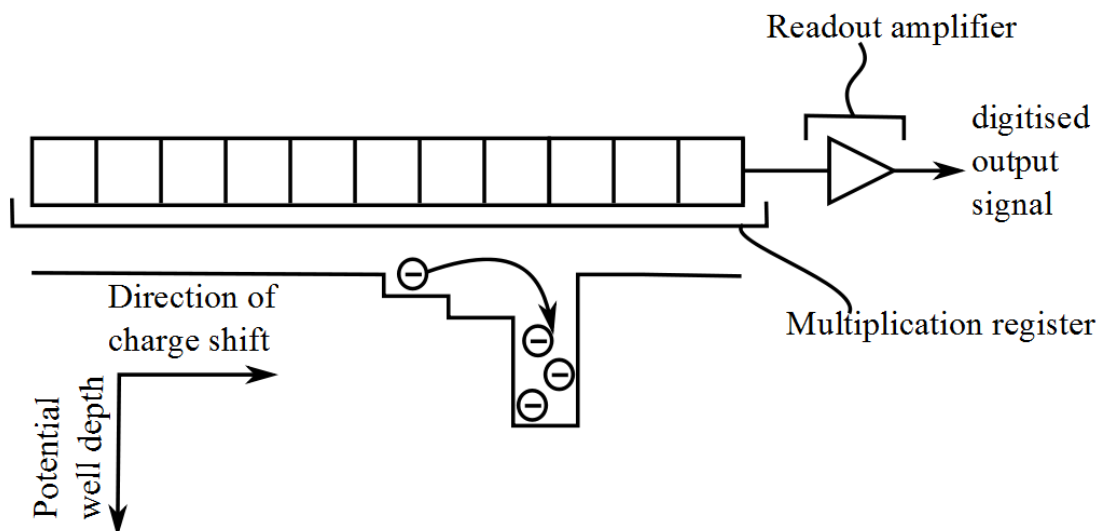 Readout amplifier
digitised
output
signal
Direction of
charge shift
Multiplication register
Potential
well depth